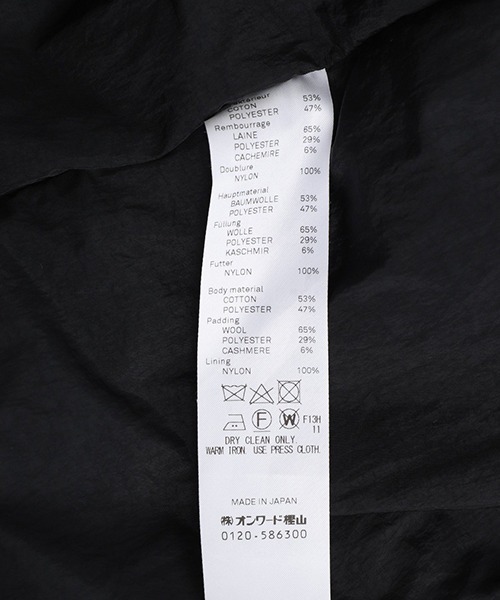 53%
COTON 47%
POLYESTER
Rembourrage
LAINE 65%
POLYESTER 29%
CACHEMIRE 6%
Doublure
NYLON 100%
Hauptmaterial
BAUMWOLLE 53%
POLYESTER 47%
Füllung
WOLLE 65%
POLYESTER 29%
KASCHMIR 6%
Futter
NYLON 100%
Body material
COTTON 53%
POLYESTER 47%
Padding
WOOL 65%
POLYESTER 29%
CASHMERE 6%
Lining
NYLON 100%
F W F13H
11
DRY CLEAN ONLY.
WARM IRON. USE PRESS CLOTH.
MADE IN JAPAN
㈱オンワード樫山
0120-586300